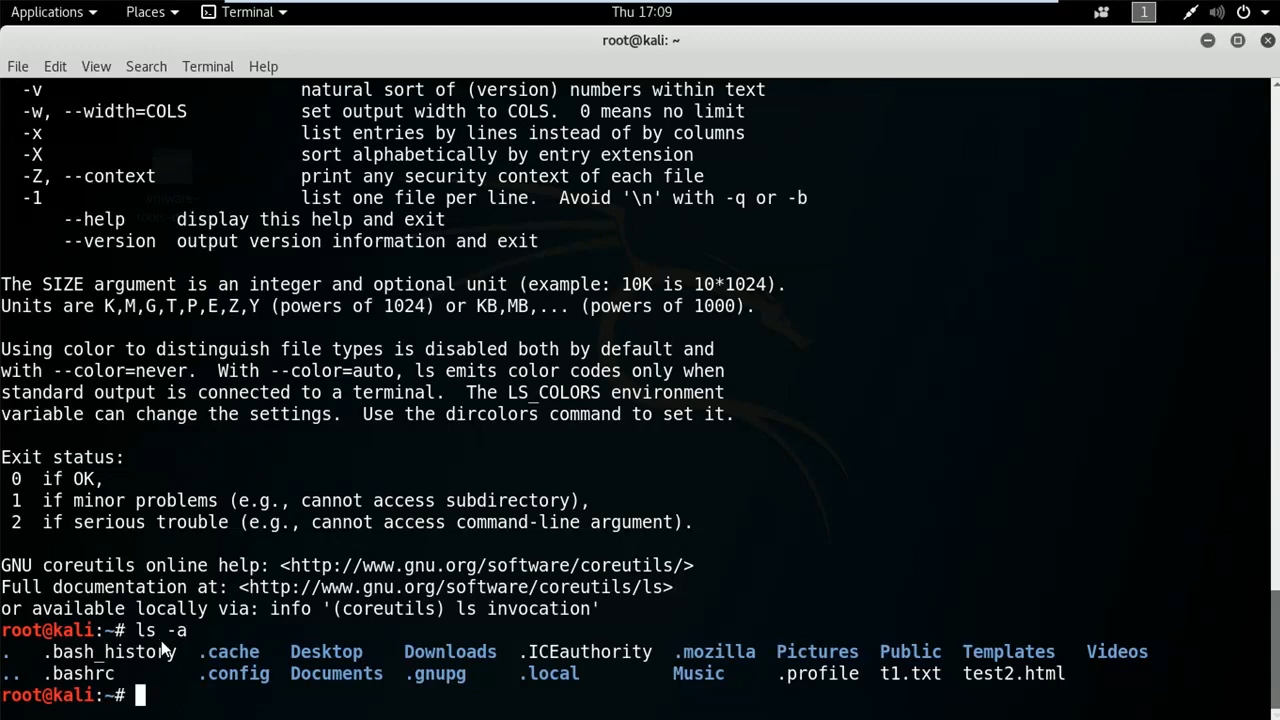 Applications Places Terminal Thu 17:09 1
root@kali: ~
File Edit View Search Terminal Help
-v natural sort of (version) numbers within text
-w, --width=COLS set output width to COLS.  0 means no limit
-x list entries by lines instead of by columns
-X sort alphabetically by entry extension
-Z, --context print any security context of each file
-1 list one file per line.  Avoid '\n' with -q or -b
--help display this help and exit
--version output version information and exit
The SIZE argument is an integer and optional unit (example: 10K is 10*1024).
Units are K,M,G,T,P,E,Z,Y (powers of 1024) or KB,MB,... (powers of 1000).
Using color to distinguish file types is disabled both by default and
with --color=never.  With --color=auto, ls emits color codes only when
standard output is connected to a terminal.  The LS_COLORS environment
variable can change the settings.  Use the dircolors command to set it.
Exit status:
0 if OK,
1 if minor problems (e.g., cannot access subdirectory),
2 if serious trouble (e.g., cannot access command-line argument).
GNU coreutils online help: <http://www.gnu.org/software/coreutils/>
Full documentation at: <http://www.gnu.org/software/coreutils/ls>
or available locally via: info '(coreutils) ls invocation'
root@kali:~# ls -a
. .bash_history .cache Desktop Downloads .ICEauthority .mozilla Pictures Public Templates Videos
.. .bashrc .config Documents .gnupg .local Music .profile t1.txt test2.html
root@kali:~#